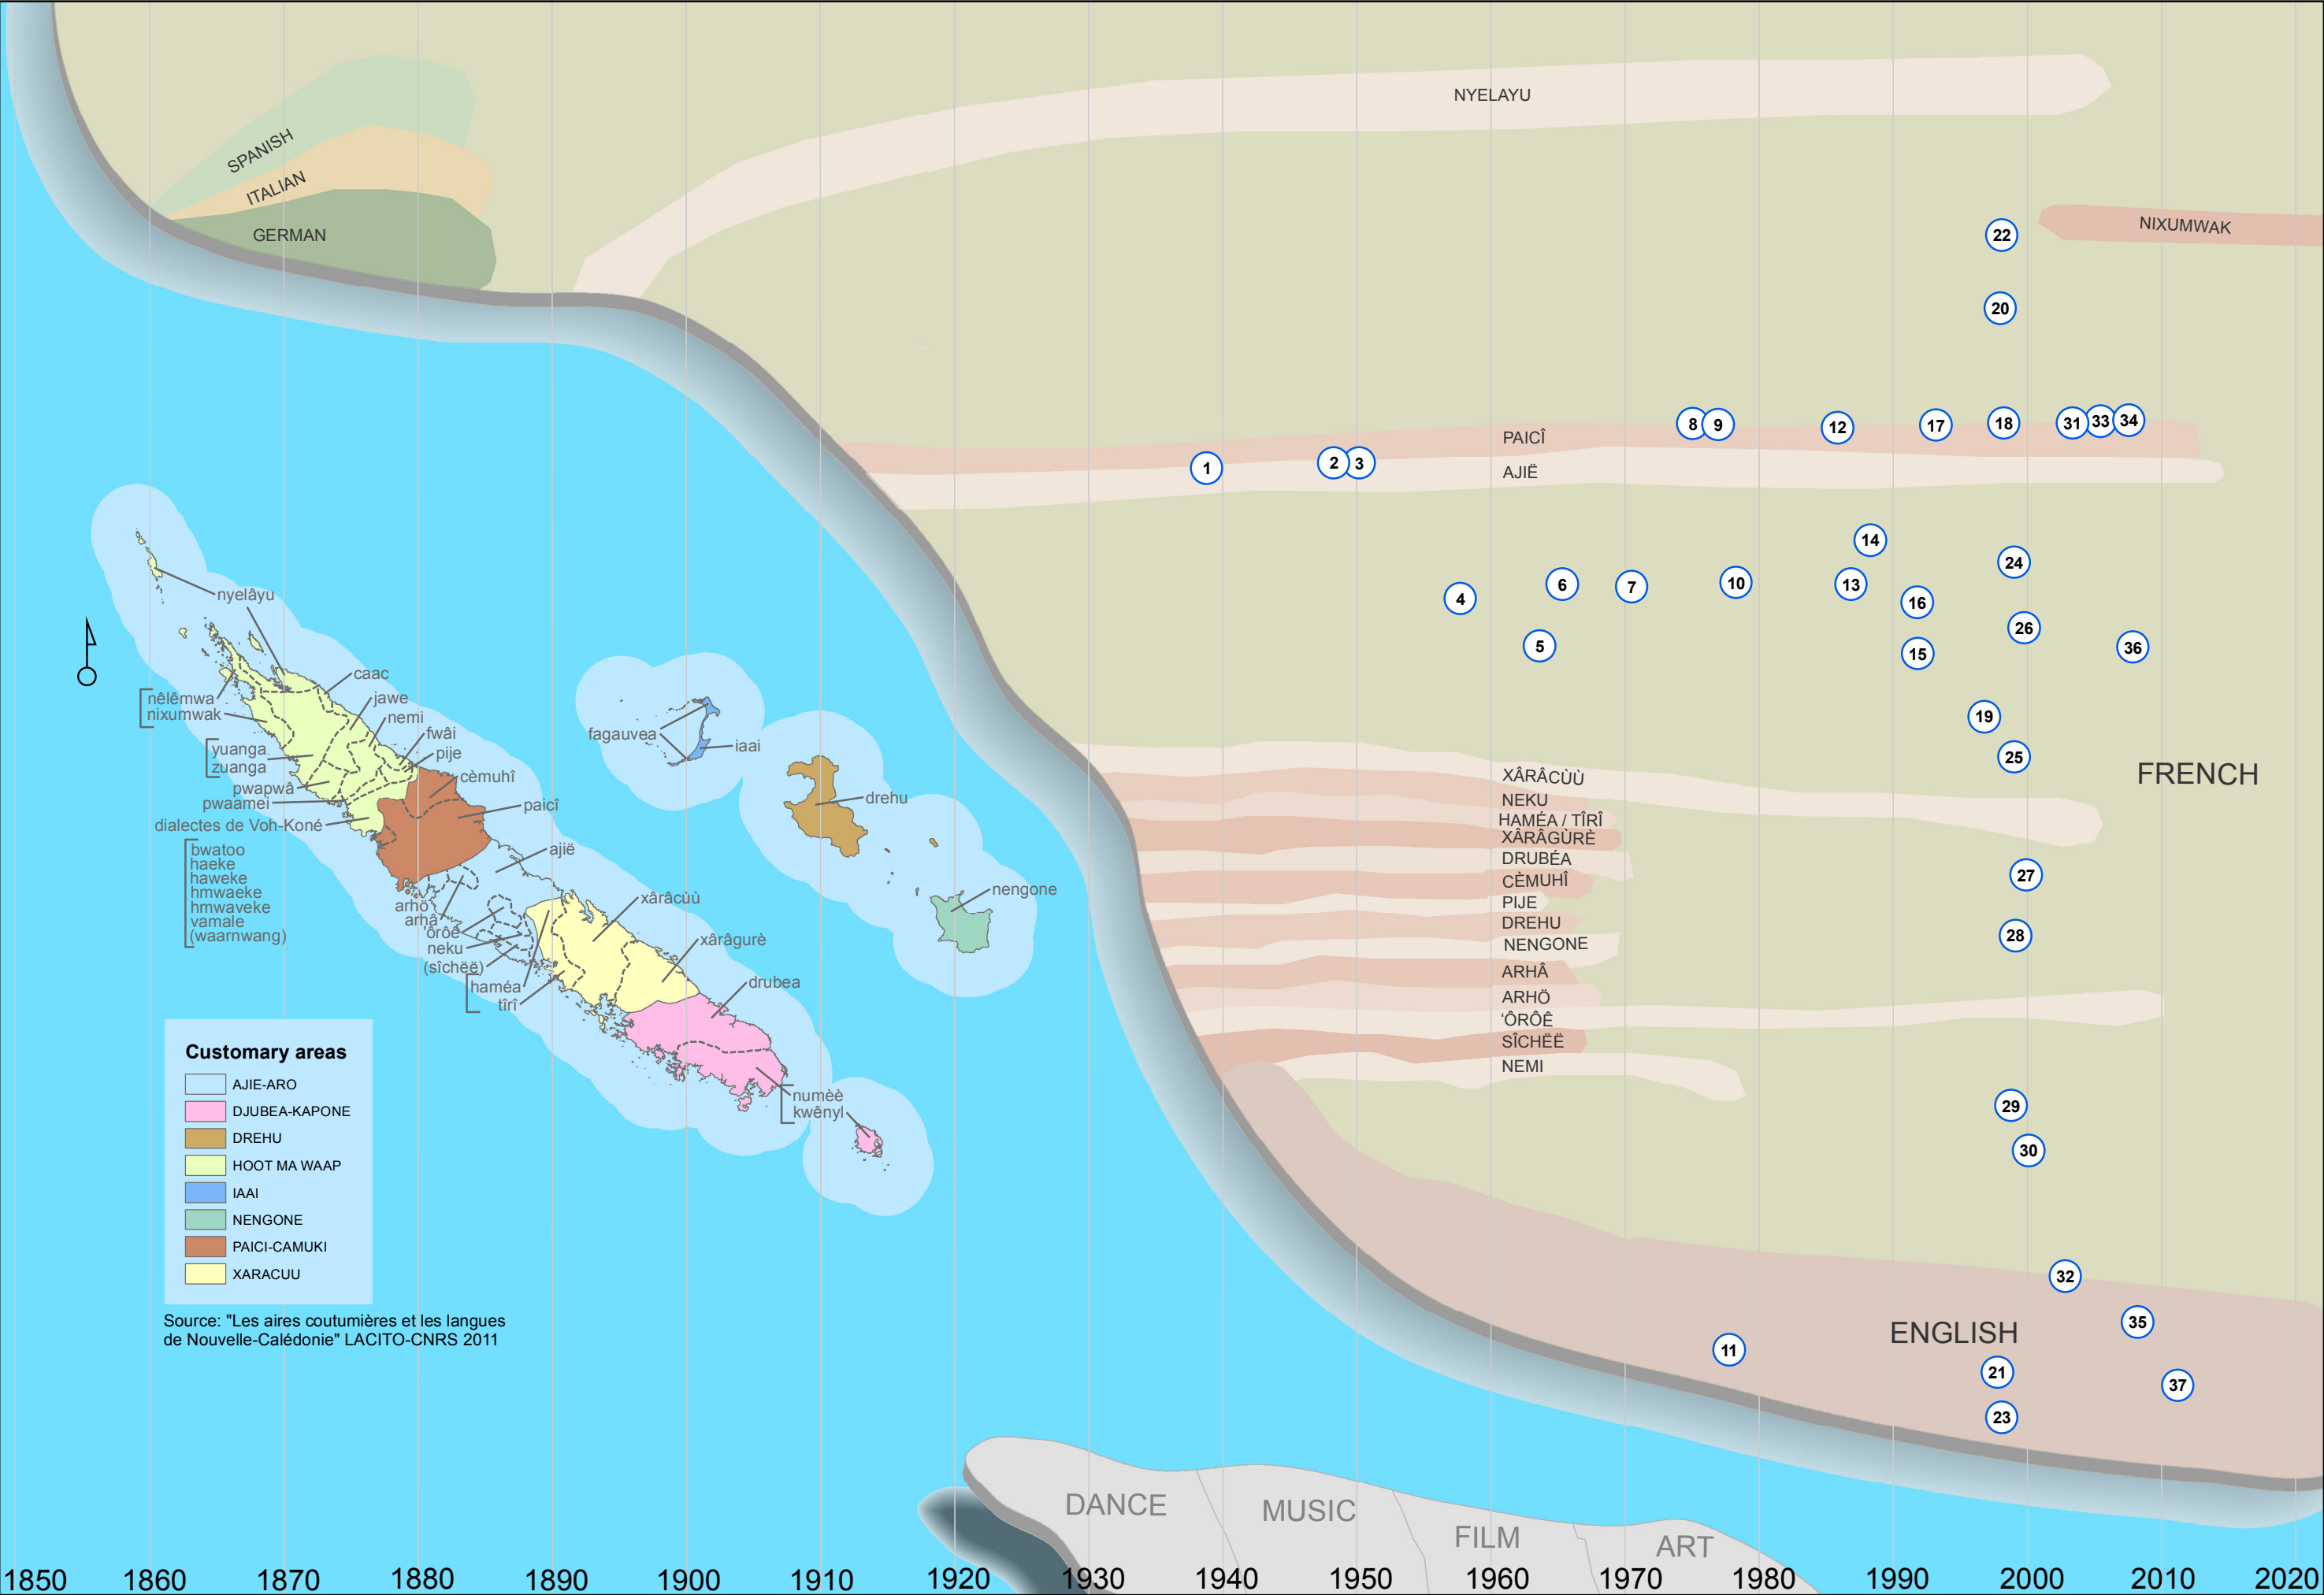 NYELAYU
SPANISH
ITALIAN
GERMAN
NIXUMWAK
22
20
PAICÎ
AJIË
8
9
12
17
18
31
33
34
1
2
3
14
24
4
6
7
10
13
16
26
5
15
36
19
25
FRENCH
XÂRÂCÙÙ
NEKU
HAMÉA / TÎRÎ
XÂRÂGÙRÈ
DRUBÉA
CÈMUHÎ
PIJE
DREHU
NENGONE
ARHÂ
ARHÖ
‘ÔRÔÊ
SÎCHËË
NEMI
27
28
29
30
32
35
ENGLISH
11
21
37
23
nyelâyu
caac
jawe
nemi
fwâi
pije
cèmuhî
paicî
ajië
xârâcùù
xârâgurè
drubea
numèè
kwênyl
nêlêmwa
nixumwak
yuanga
zuanga
pwapwâ
pwaamei
dialectes de Voh-Koné
bwatoo
haeke
haweke
hmwaeke
hmwaveke
vamale
(waarnwang)
arhö
arhâ
'ôrôê
neku
(sîchëë)
haméa
tîrî
fagauvea
iaai
drehu
nengone
Customary areas
AJIE-ARO
DJUBEA-KAPONE
DREHU
HOOT MA WAAP
IAAI
NENGONE
PAICI-CAMUKI
XARACUU
Source: "Les aires coutumières et les langues
de Nouvelle-Calédonie" LACITO-CNRS 2011
DANCE
MUSIC
FILM
ART
1850 1860 1870 1880 1890 1900 1910 1920 1930 1940 1950 1960 1970 1980 1990 2000 2010 2020